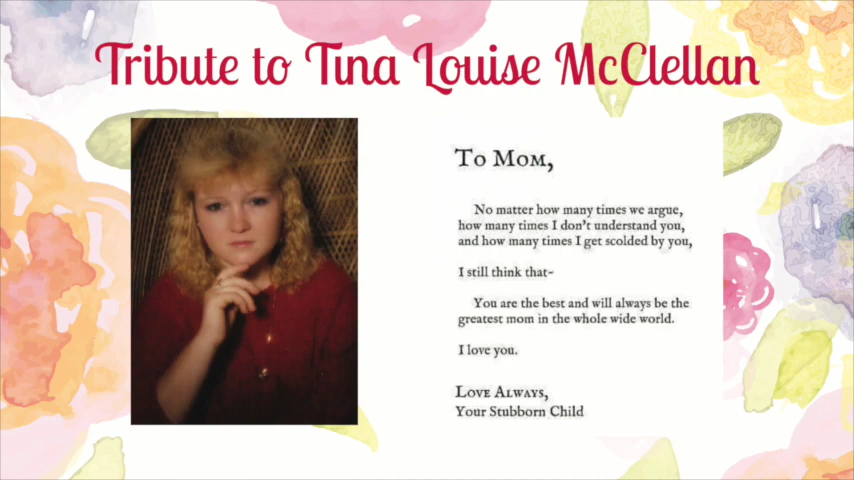 Tribute to Tina Louise McClellan
To Mom,
No matter how many times we argue,
how many times I don't understand you,
and how many times I get scolded by you,
I still think that~
You are the best and will always be the
greatest mom in the whole wide world.
I love you.
Love Always,
Your Stubborn Child